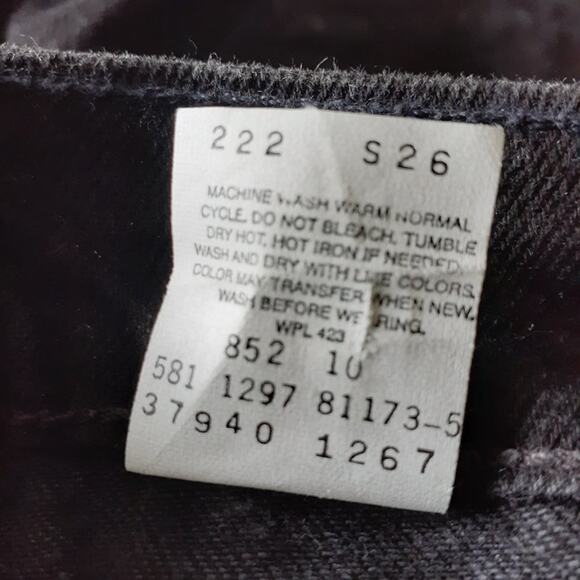 222 S26
MACHINE WASH WARM NORMAL
CYCLE. DO NOT BLEACH. TUMBLE
DRY HOT. HOT IRON IF NEEDED.
WASH AND DRY WITH LIKE COLORS.
COLOR MAY TRANSFER WHEN NEW.
WASH BEFORE WEARING.
WPL 423
852 10
581 1297 81173-5
37940 1267